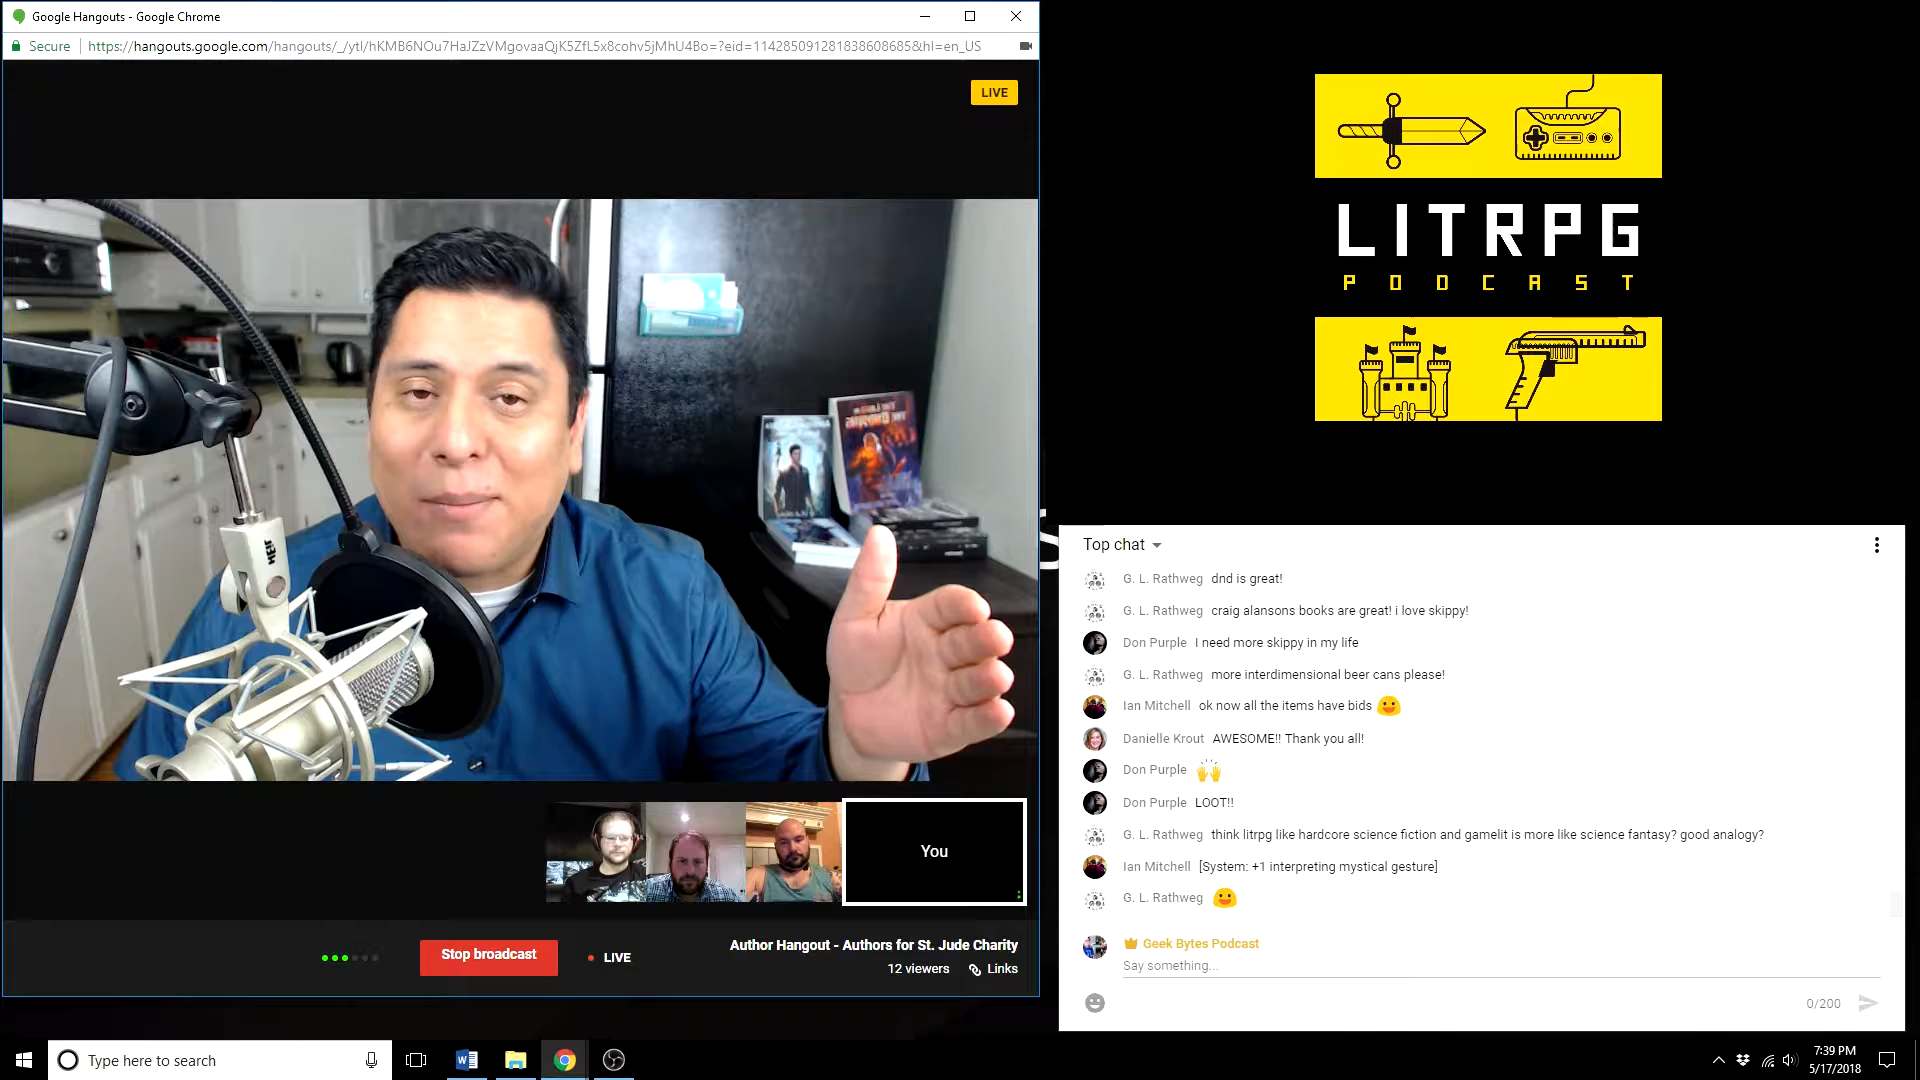 Google Hangouts - Google Chrome
Secure
https://hangouts.google.com/hangouts/_/ytl/hKMB6NOu7HaJZzVMgovaaQjK5ZfL5x8cohv5jMhU4Bo=?eid=114285091281838608685&hl=en_US
LIVE
LITRPG
PODCAST
HEIL
You
Stop broadcast
LIVE
Author Hangout - Authors for St. Jude Charity
12 viewers
Links
Top chat
G. L. Rathweg dnd is great!
G. L. Rathweg craig alansons books are great! i love skippy!
Don Purple I need more skippy in my life
G. L. Rathweg more interdimensional beer cans please!
Ian Mitchell ok now all the items have bids
Danielle Krout AWESOME!! Thank you all!
Don Purple
Don Purple LOOT!!
G. L. Rathweg think litrpg like hardcore science fiction and gamelit is more like science fantasy? good analogy?
Ian Mitchell [System: +1 interpreting mystical gesture]
G. L. Rathweg
Geek Bytes Podcast
Say something...
0/200
Type here to search
7:39 PM
5/17/2018